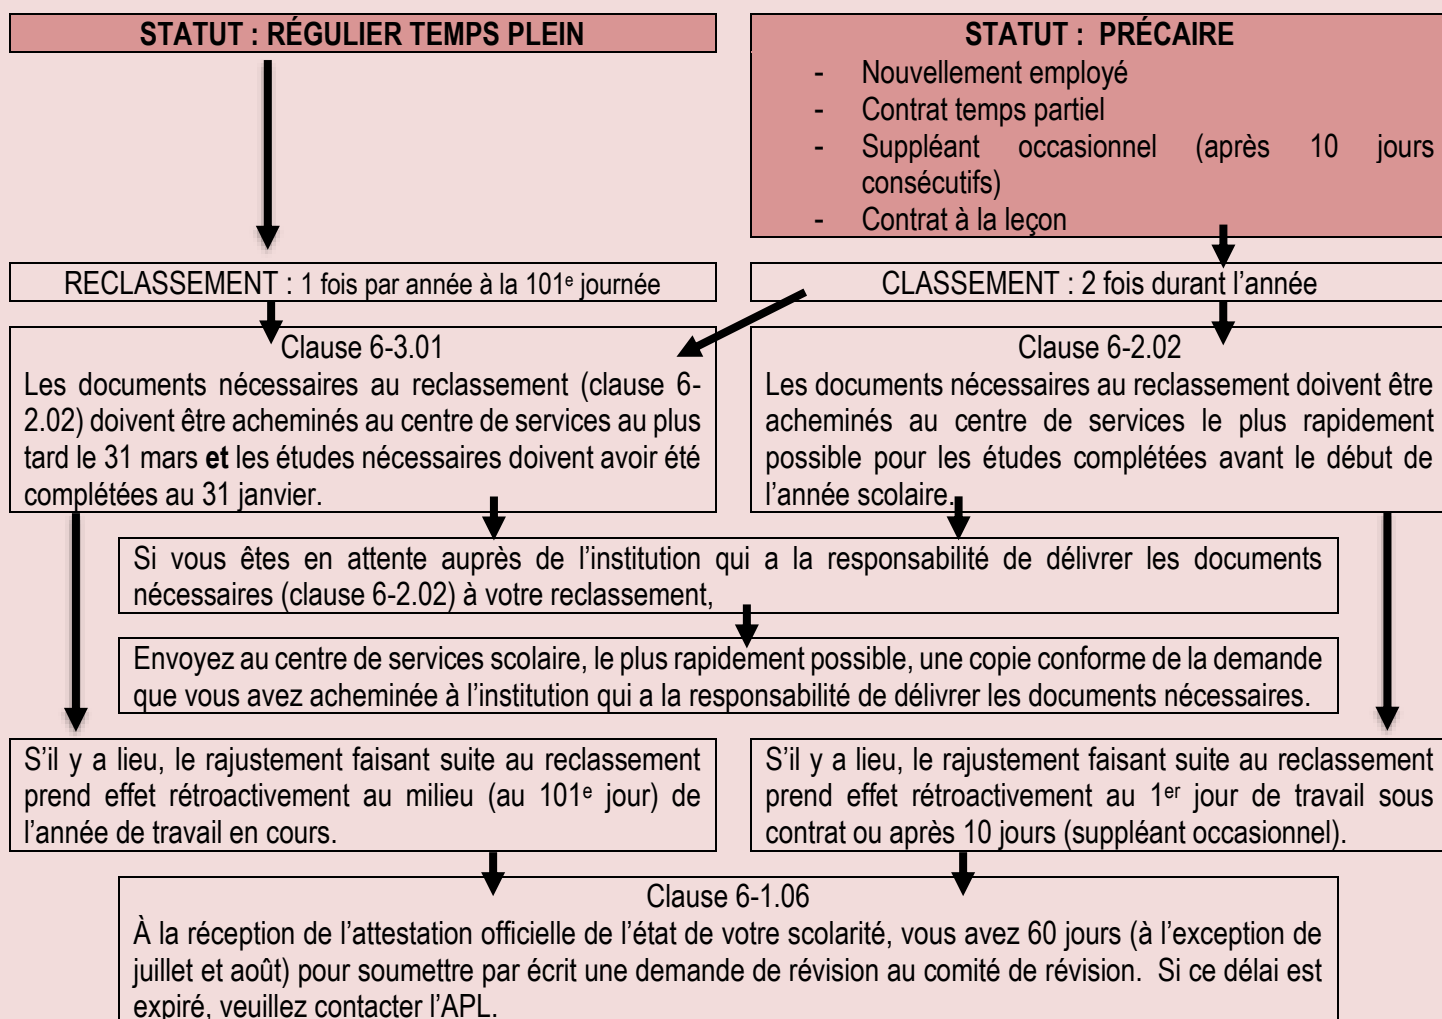 STATUT : RÉGULIER TEMPS PLEIN
STATUT : PRÉCAIRE
- Nouvellement employé
- Contrat temps partiel
- Suppléant occasionnel (après 10 jours
consécutifs)
- Contrat à la leçon
RECLASSEMENT : 1 fois par année à la 101e journée
CLASSEMENT : 2 fois durant l’année
Clause 6-3.01
Les documents nécessaires au reclassement (clause 6-
2.02) doivent être acheminés au centre de services au plus
tard le 31 mars et les études nécessaires doivent avoir été
complétées au 31 janvier.
Clause 6-2.02
Les documents nécessaires au reclassement doivent être
acheminés au centre de services le plus rapidement
possible pour les études complétées avant le début de
l’année scolaire.
Si vous êtes en attente auprès de l’institution qui a la responsabilité de délivrer les documents
nécessaires (clause 6-2.02) à votre reclassement,
Envoyez au centre de services scolaire, le plus rapidement possible, une copie conforme de la demande
que vous avez acheminée à l’institution qui a la responsabilité de délivrer les documents nécessaires.
S’il y a lieu, le rajustement faisant suite au reclassement
prend effet rétroactivement au milieu (au 101e jour) de
l’année de travail en cours.
S’il y a lieu, le rajustement faisant suite au reclassement
prend effet rétroactivement au 1er jour de travail sous
contrat ou après 10 jours (suppléant occasionnel).
Clause 6-1.06
À la réception de l’attestation officielle de l’état de votre scolarité, vous avez 60 jours (à l’exception de
juillet et août) pour soumettre par écrit une demande de révision au comité de révision. Si ce délai est
expiré, veuillez contacter l’APL.